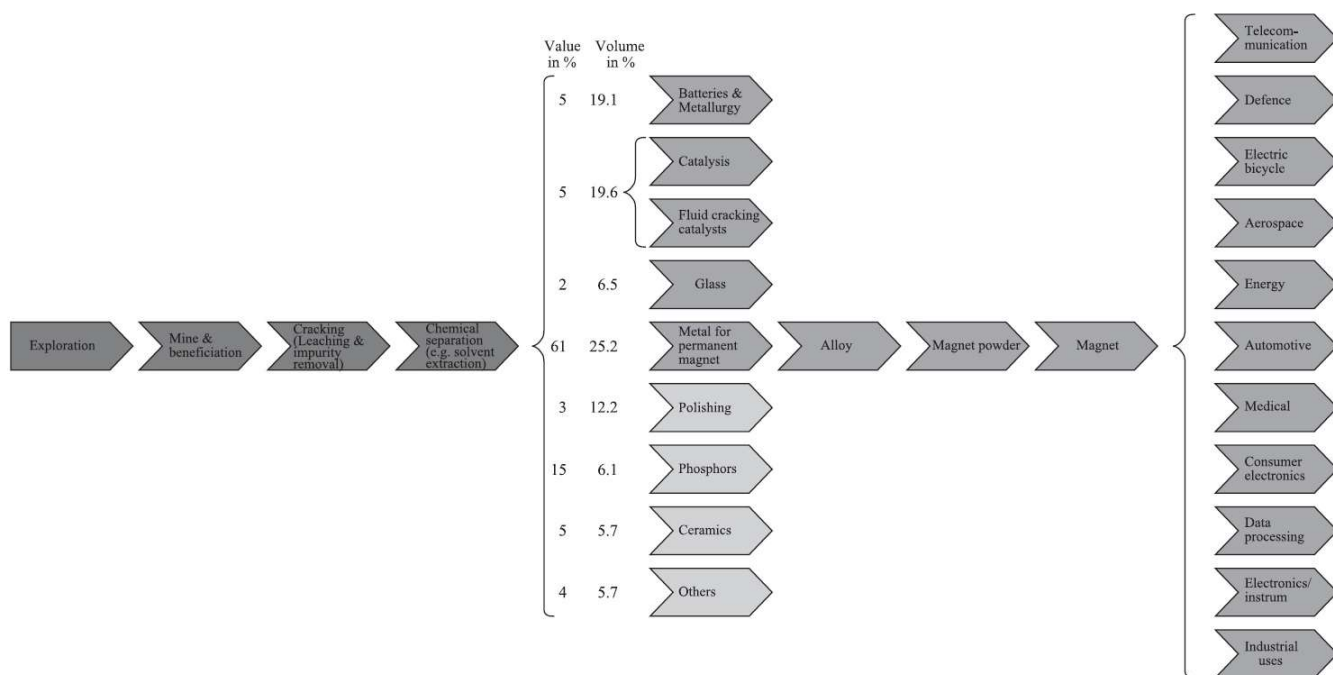 Value
in %
Volume
in %
Exploration
Mine &
beneficiation
Cracking
(Leaching &
impurity
removal)
Chemical
separation
(e.g. solvent
extraction)
5 19.1 Batteries &
Metallurgy
5 19.6
Catalysis
Fluid cracking
catalysts
2 6.5 Glass
61 25.2 Metal for
permanent
magnet
3 12.2 Polishing
15 6.1 Phosphors
5 5.7 Ceramics
4 5.7 Others
Alloy
Magnet powder
Magnet
Telecom-
munication
Defence
Electric
bicycle
Aerospace
Energy
Automotive
Medical
Consumer
electronics
Data
processing
Electronics/
instrum
Industrial
uses